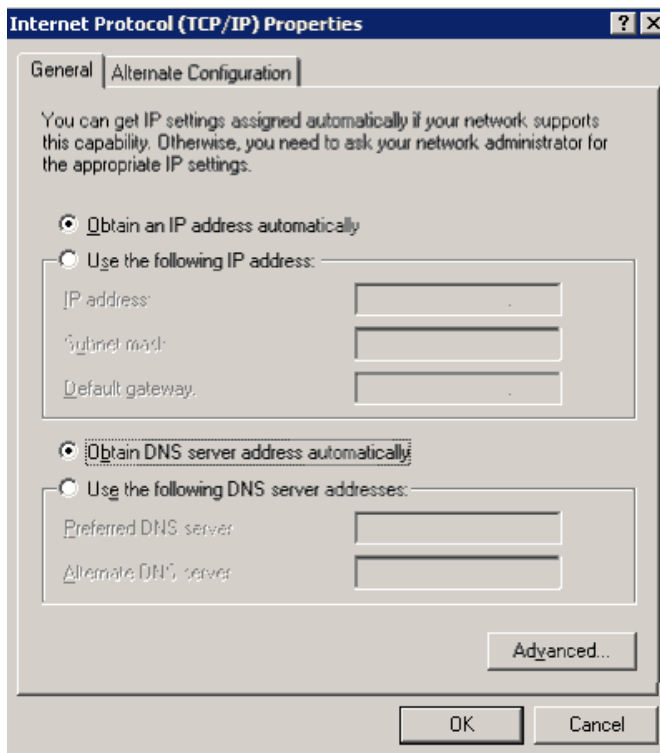 Internet Protocol (TCP/IP) Properties
General
Alternate Configuration
You can get IP settings assigned automatically if your network supports
this capability. Otherwise, you need to ask your network administrator for
the appropriate IP settings.
Obtain an IP address automatically
Use the following IP address:
IP address:
Subnet mask:
Default gateway:
Obtain DNS server address automatically
Use the following DNS server addresses:
Preferred DNS server
Alternate DNS server
Advanced...
OK
Cancel